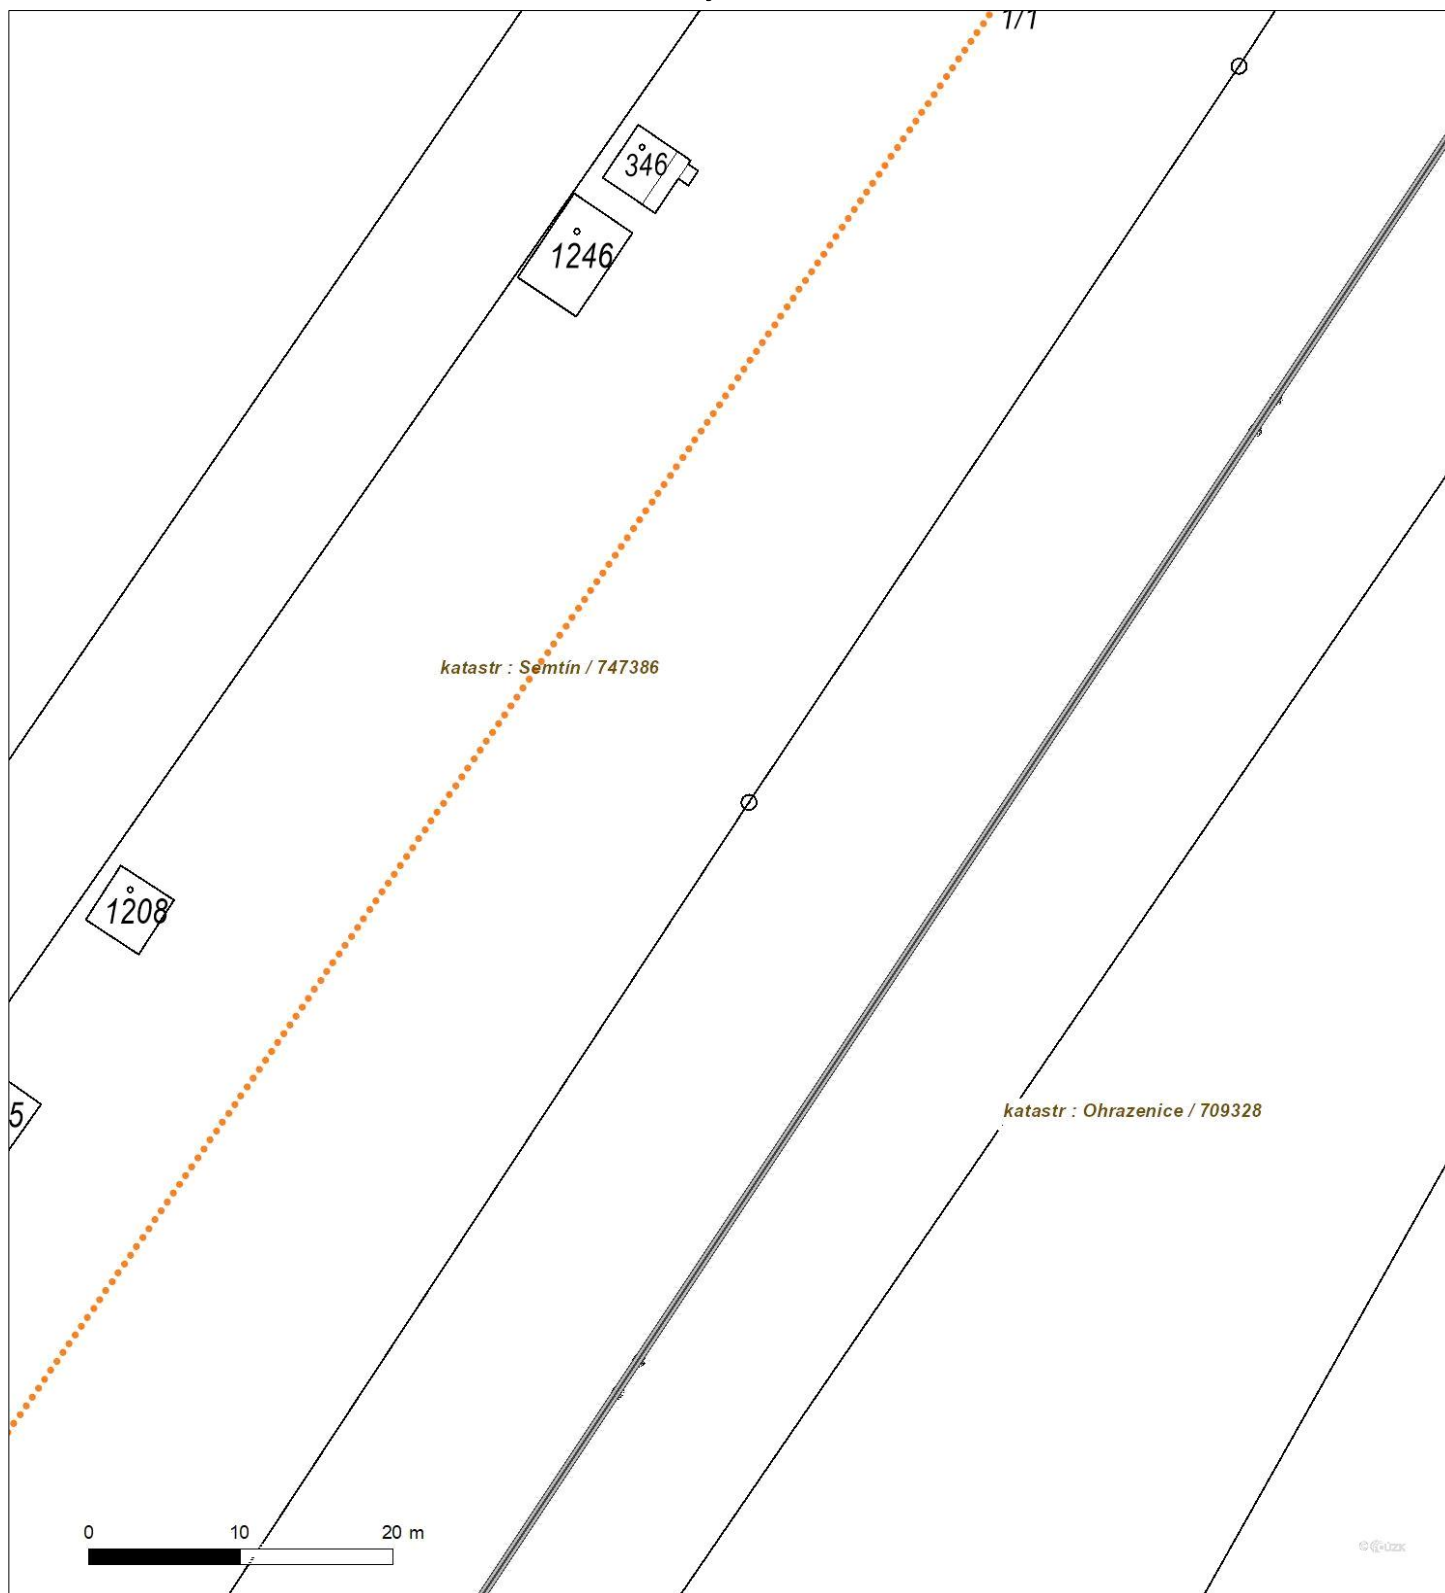 1/1
346
1246
katastr : Semtín / 747386
1208
5
katastr : Ohrazenice / 709328
0 10 20 m